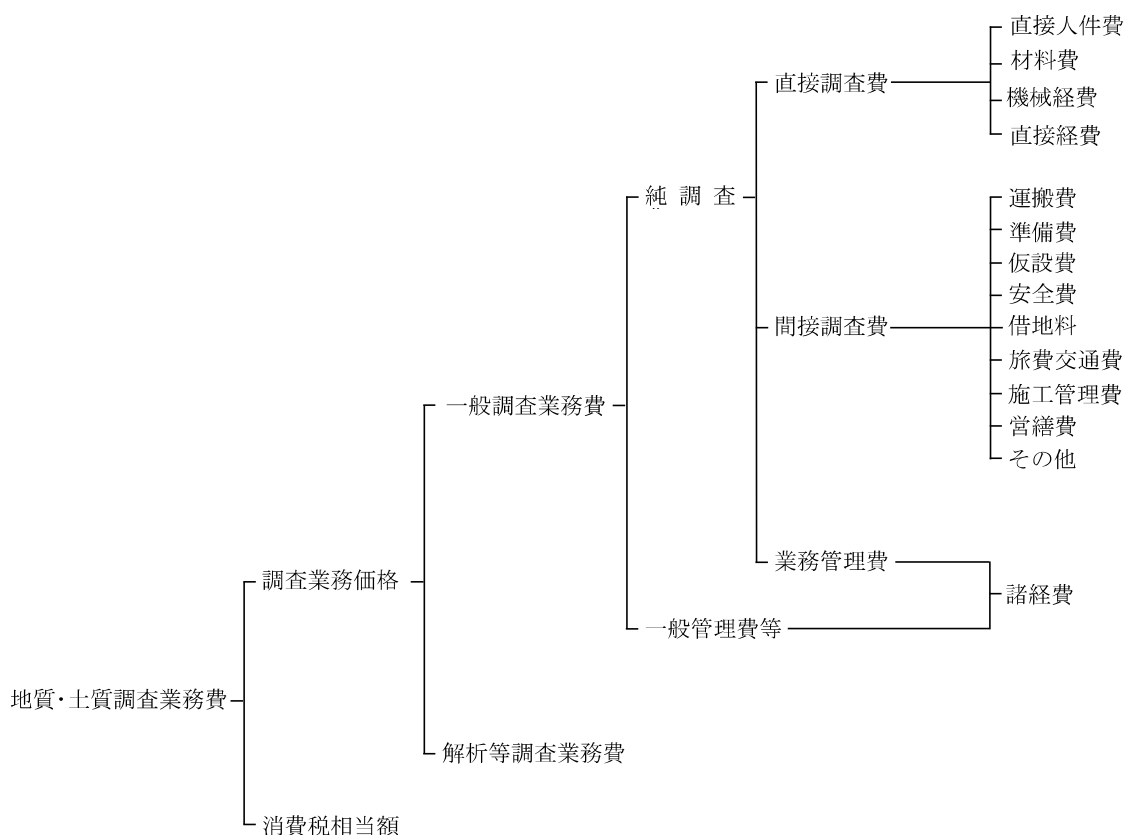 直接人件費
材料費
直接調査費
機械経費
直接経費
純調査
運搬費
準備費
仮設費
安全費
間接調査費
借地料
旅費交通費
施工管理費
一般調査業務費
営繕費
その他
業務管理費
調査業務価格
諸経費
一般管理費等
地質・土質調査業務費
解析等調査業務費
消費税相当額